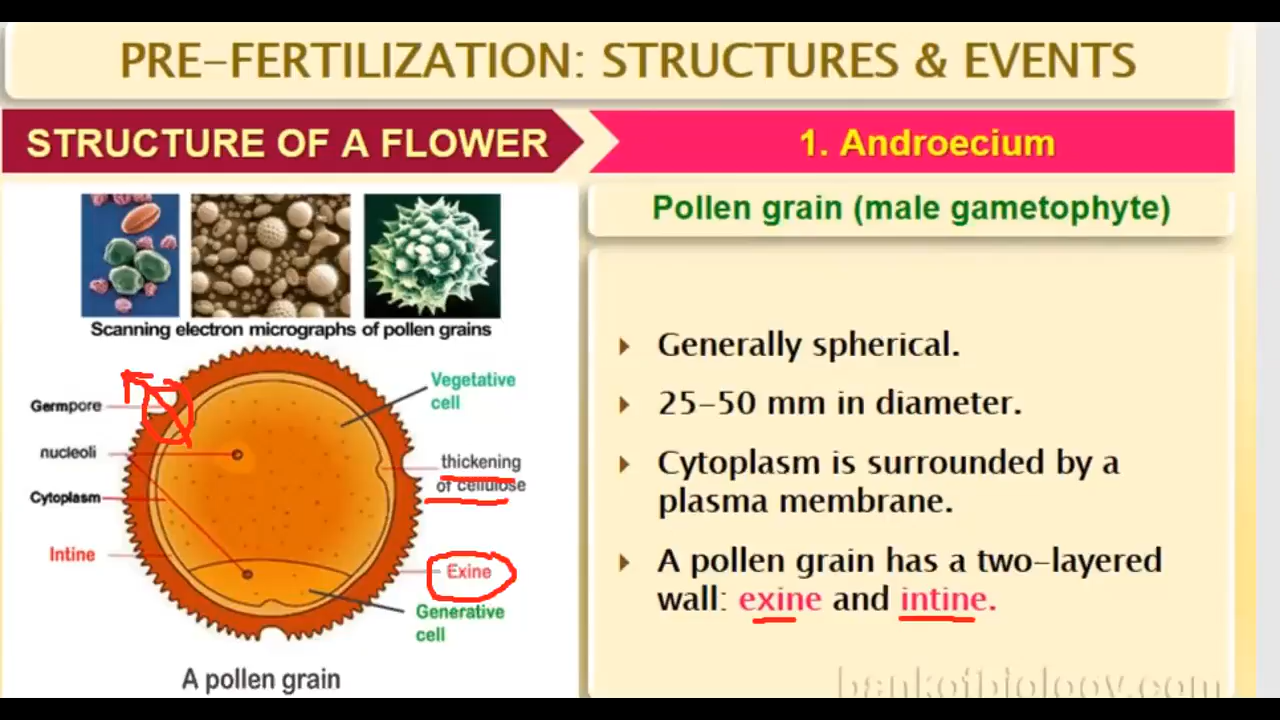 PRE-FERTILIZATION: STRUCTURES & EVENTS
STRUCTURE OF A FLOWER
1. Androecium
Scanning electron micrographs of pollen grains
Germpore
nucleoli
Cytoplasm
Intine
Vegetative
cell
thickening
of cellulose
Exine
Generative
cell
A pollen grain
Pollen grain (male gametophyte)
Generally spherical.
25-50 mm in diameter.
Cytoplasm is surrounded by a
plasma membrane.
A pollen grain has a two-layered
wall: exine and intine.
bankofbiology.com